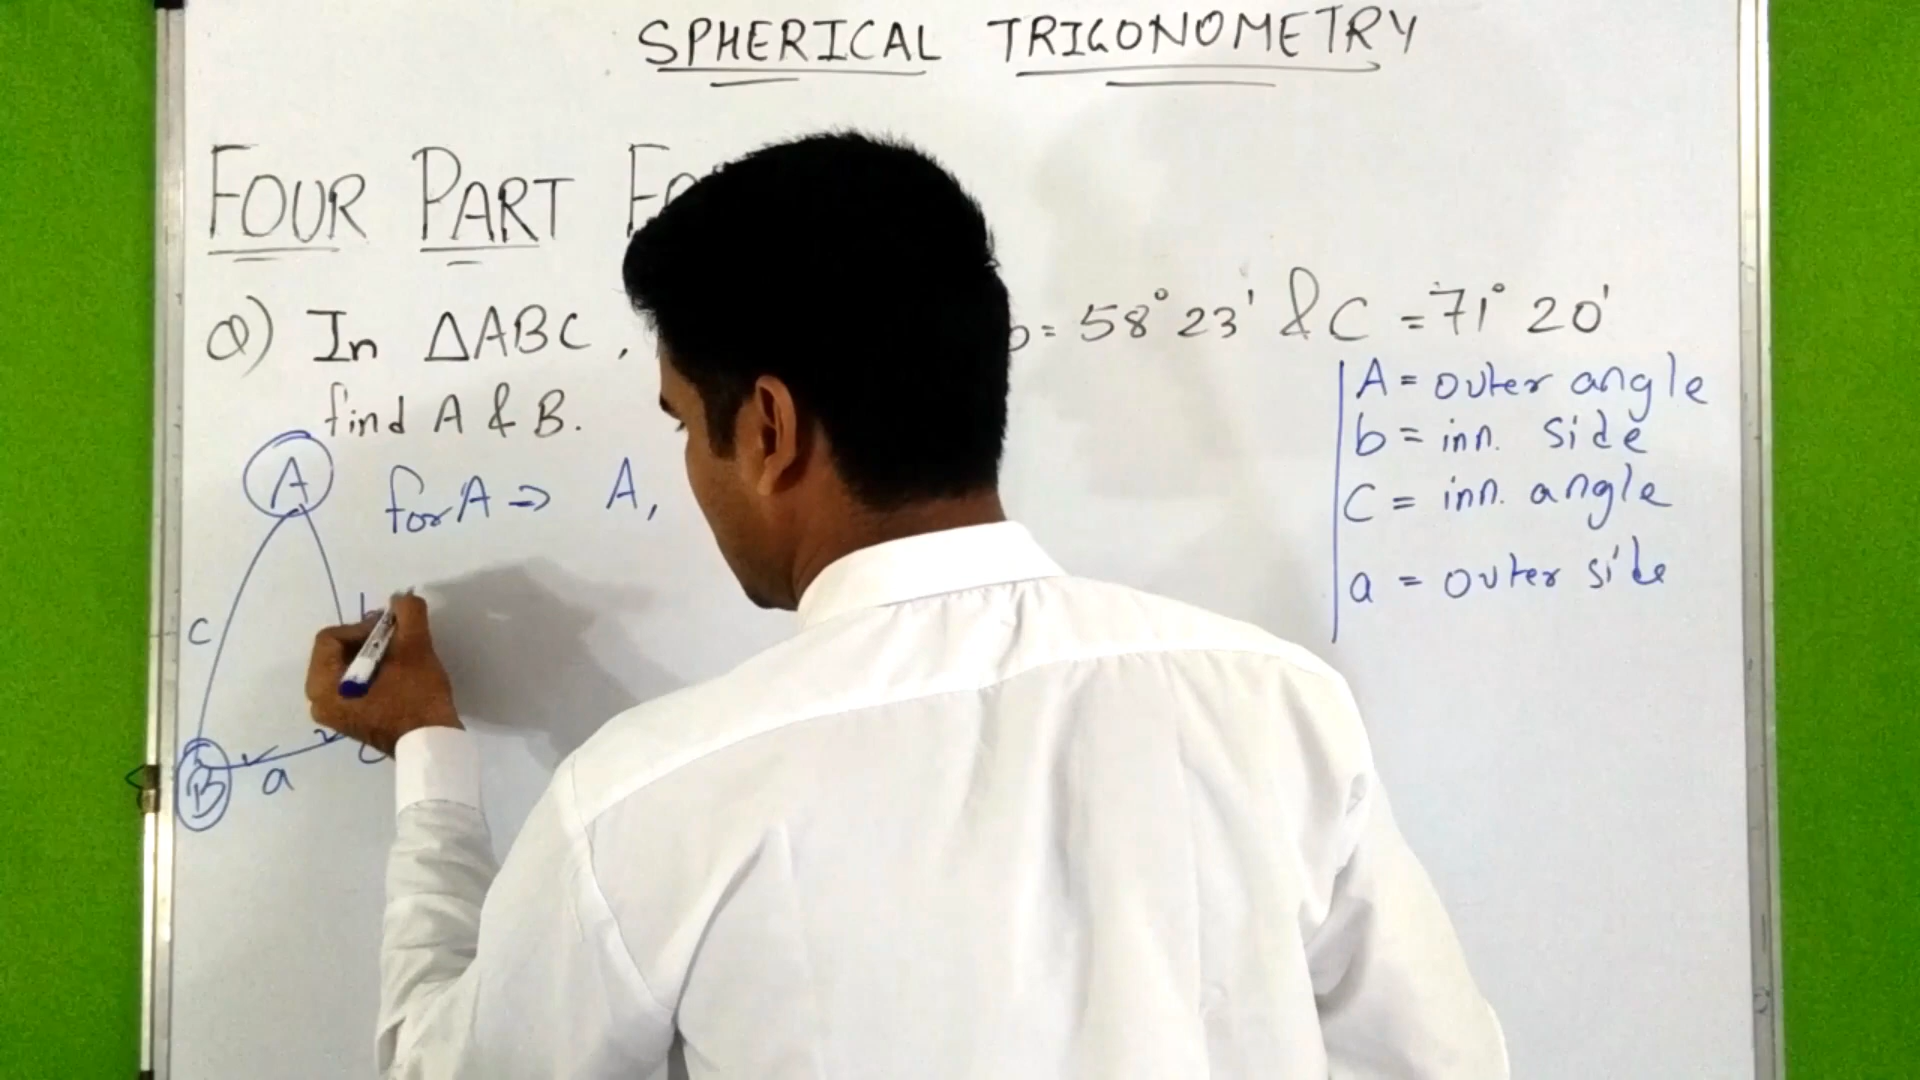 SPHERICAL TRIGONOMETRY
FOUR PART
Q) In ΔABC, b = 58° 23' & C = 71° 20'
find A & B.
for A ⇒ A,
A = outer angle
b = inn. side
C = inn. angle
a = outer side
A
c
b
B
a